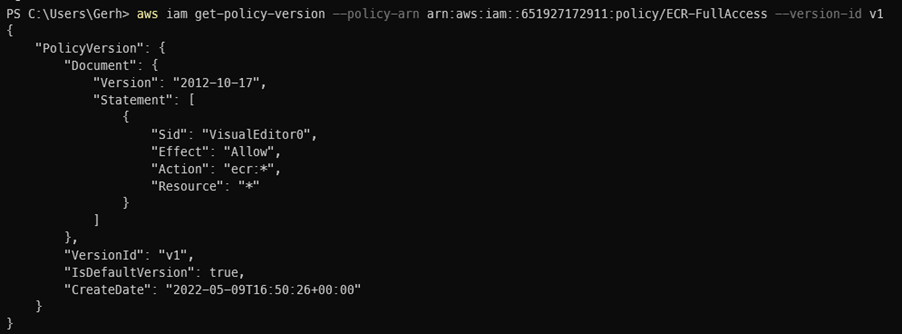 PS C:\Users\Gerh> aws iam get-policy-version --policy-arn arn:aws:iam::651927172911:policy/ECR-FullAccess --version-id v1
{
    "PolicyVersion": {
        "Document": {
            "Version": "2012-10-17",
            "Statement": [
                {
                    "Sid": "VisualEditor0",
                    "Effect": "Allow",
                    "Action": "ecr:*",
                    "Resource": "*"
                }
            ]
        },
        "VersionId": "v1",
        "IsDefaultVersion": true,
        "CreateDate": "2022-05-09T16:50:26+00:00"
    }
}